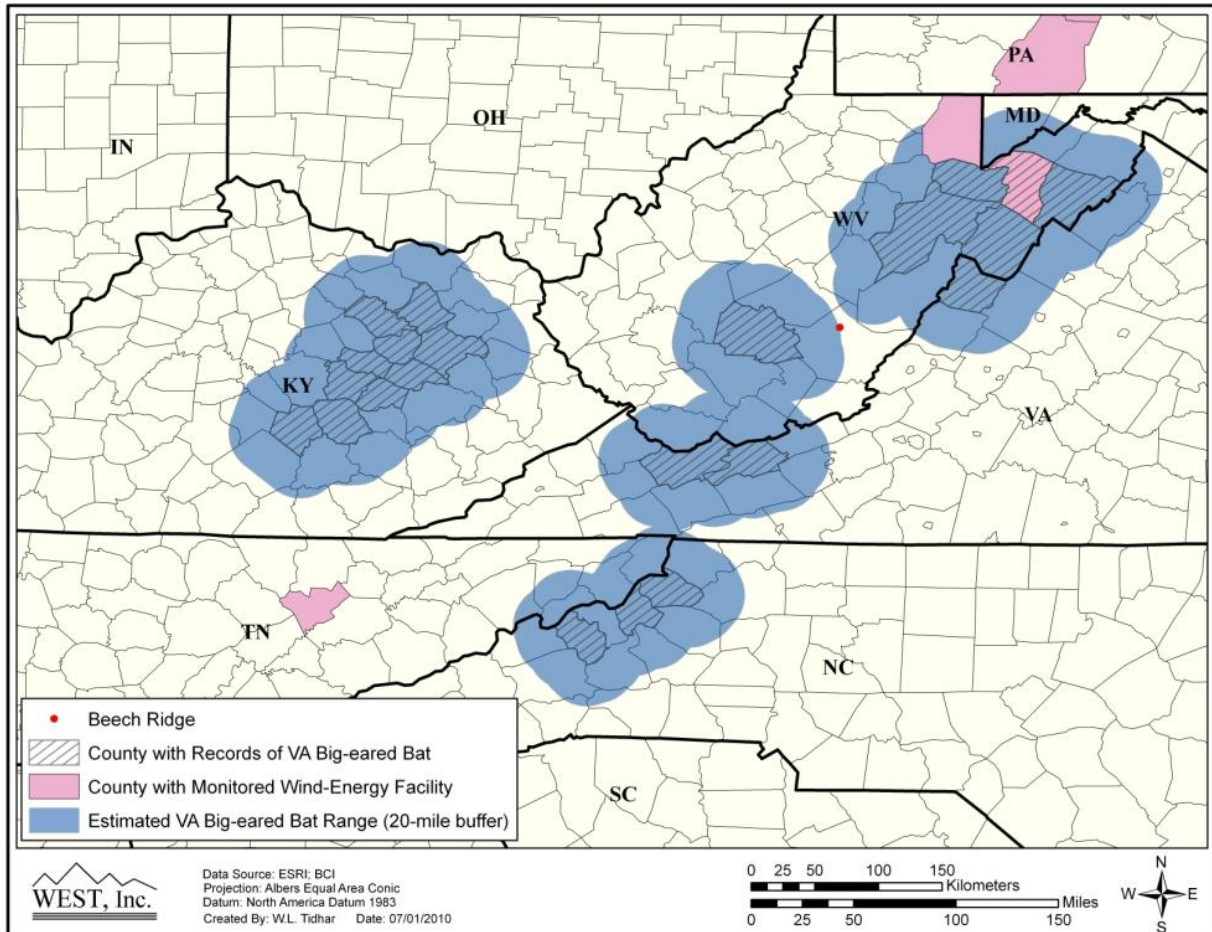 PA
OH
MD
IN
WV
KY
VA
TN
NC
SC
Beech Ridge
County with Records of VA Big-eared Bat
County with Monitored Wind-Energy Facility
Estimated VA Big-eared Bat Range (20-mile buffer)
WEST, Inc.
Data Source: ESRI; BCI
Projection: Albers Equal Area Conic
Datum: North America Datum 1983
Created By: W.L. Tidhar Date: 07/01/2010
0 25 50 100 150
Kilometers
Miles
0 25 50 100 150
N
W E
S